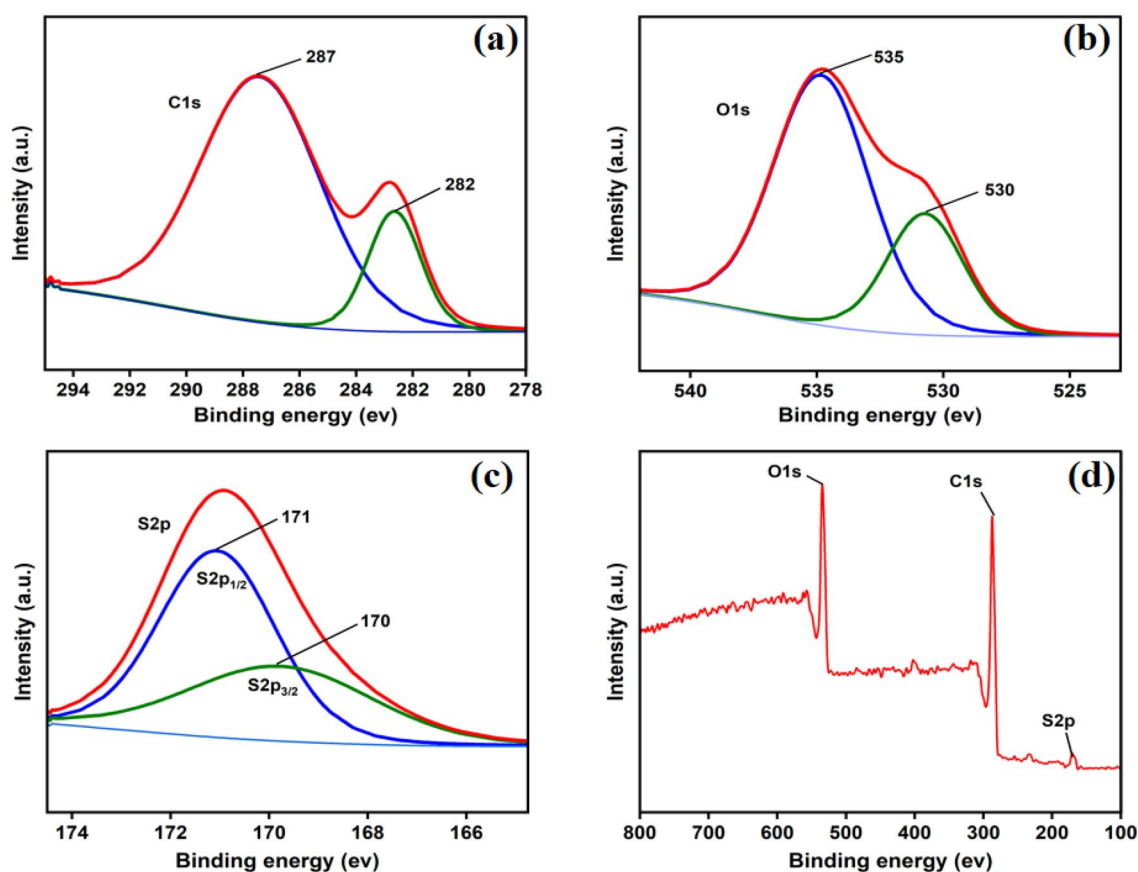 (a)
287
C1s
282
Intensity (a.u.)
294 292 290 288 286 284 282 280 278
Binding energy (ev)
(b)
535
O1s
530
Intensity (a.u.)
540 535 530 525
Binding energy (ev)
(c)
S2p
171
S2p1/2
170
S2p3/2
Intensity (a.u.)
174 172 170 168 166
Binding energy (ev)
(d)
O1s
C1s
S2p
Intensity (a.u.)
800 700 600 500 400 300 200 100
Binding energy (ev)